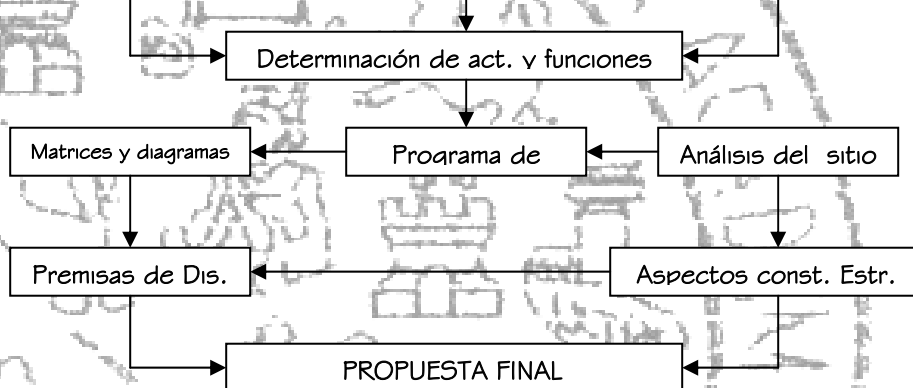 Determinación de act. y funciones
Matrices y diagramas
Programa de
Análisis del sitio
Premisas de Dis.
Aspectos const. Estr.
PROPUESTA FINAL